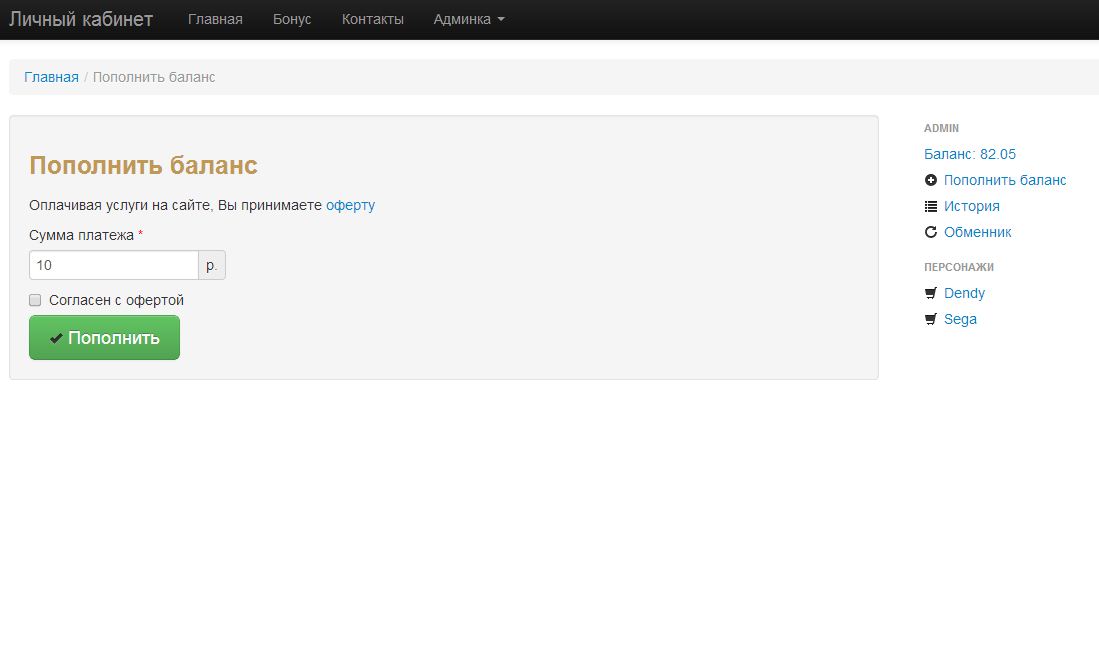 Личный кабинет Главная Бонус Контакты Админка
Главная / Пополнить баланс
Пополнить баланс
Оплачивая услуги на сайте, Вы принимаете оферту
Сумма платежа *
10 р.
Согласен с офертой
Пополнить
ADMIN
Баланс: 82.05
Пополнить баланс
История
Обменник
ПЕРСОНАЖИ
Dendy
Sega